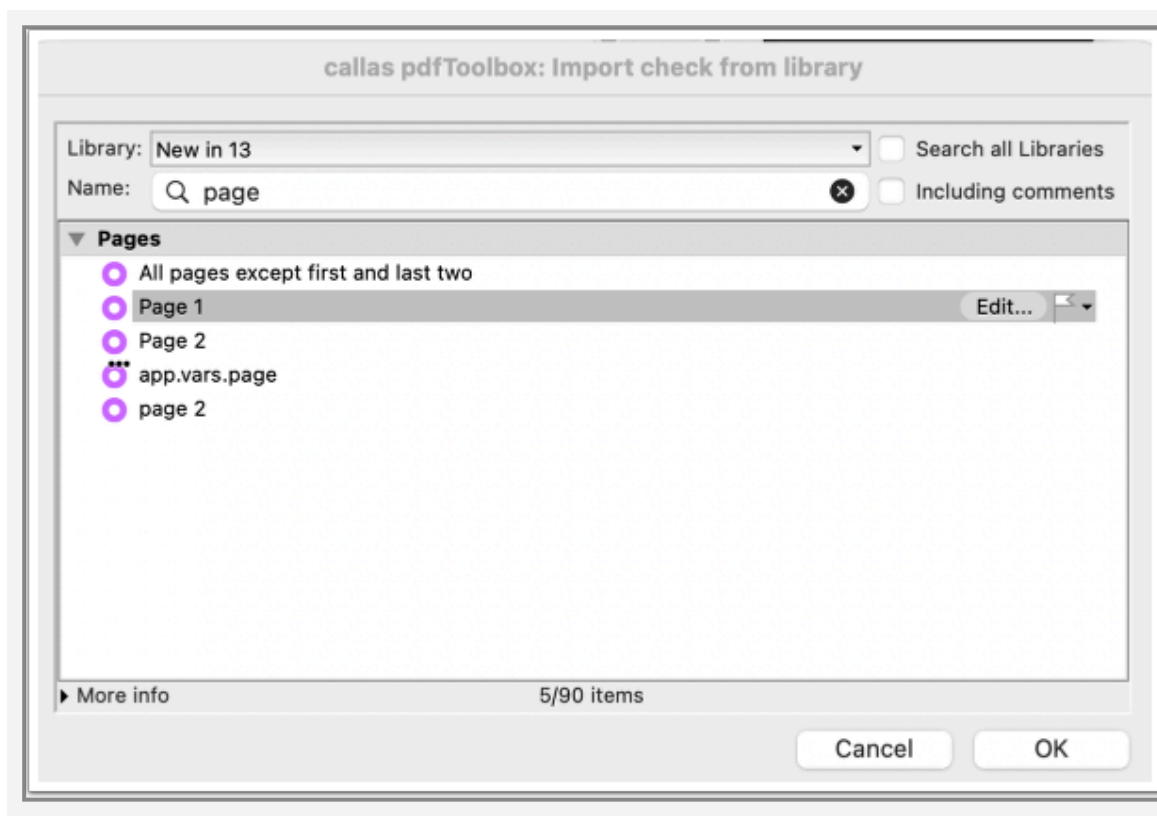 callas pdfToolbox: Import check from library
Library: New in 13 Search all Libraries
Name: page Including comments
Pages
All pages except first and last two
Page 1 Edit...
Page 2
app.vars.page
page 2
More info 5/90 items
Cancel OK